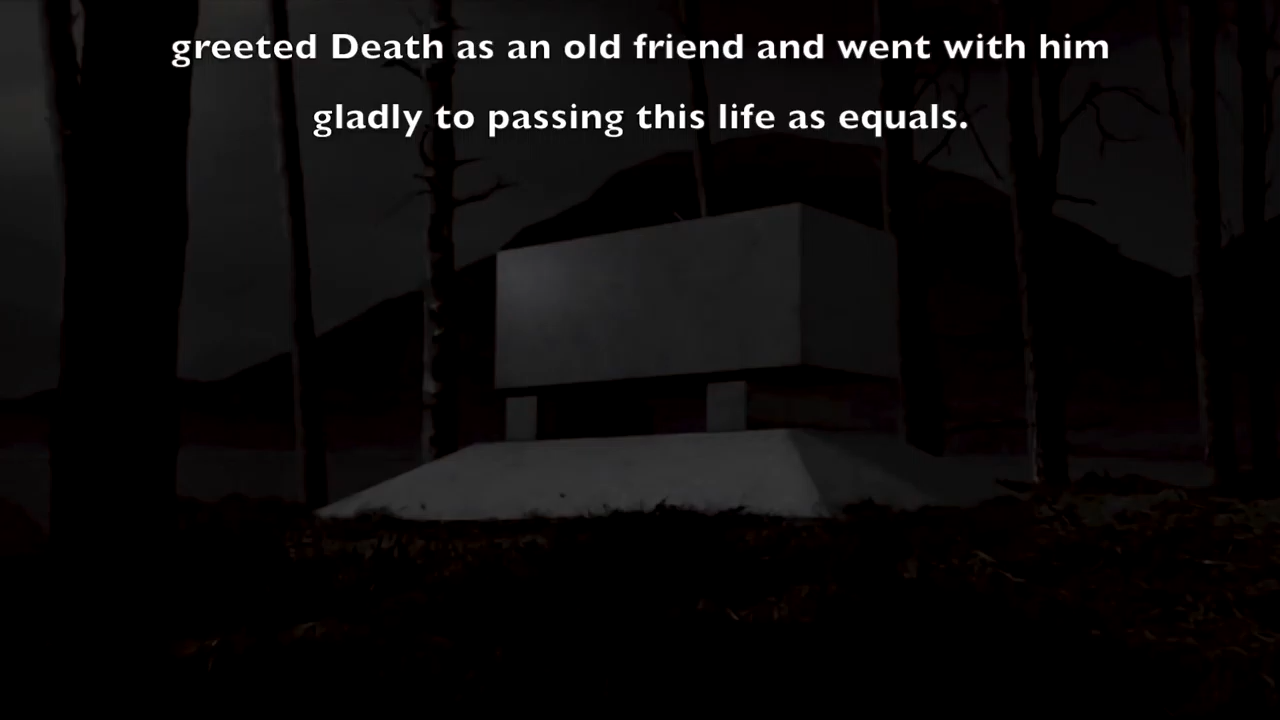 greeted Death as an old friend and went with him
gladly to passing this life as equals.